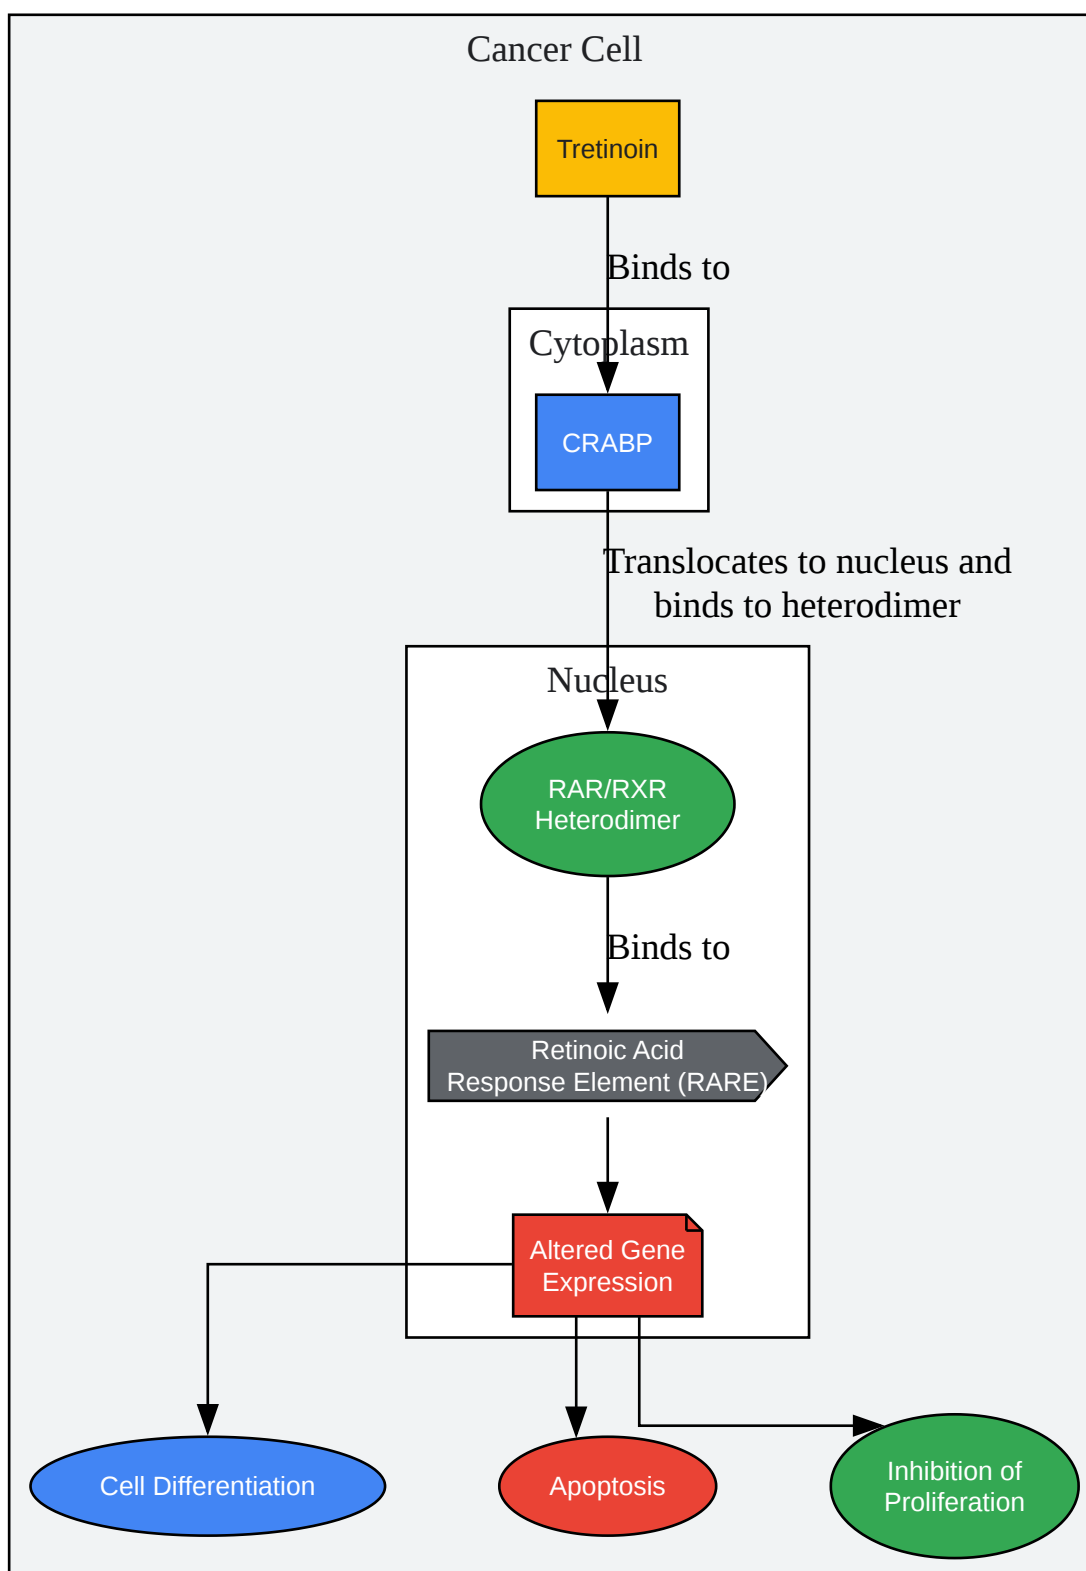 Cancer Cell
Tretinoin
Binds to
Cytoplasm
CRABP
Translocates to nucleus and
binds to heterodimer
Nucleus
RAR/RXR
Heterodimer
Binds to
Retinoic Acid
Response Element (RARE)
Altered Gene
Expression
Cell Differentiation
Apoptosis
Inhibition of
Proliferation